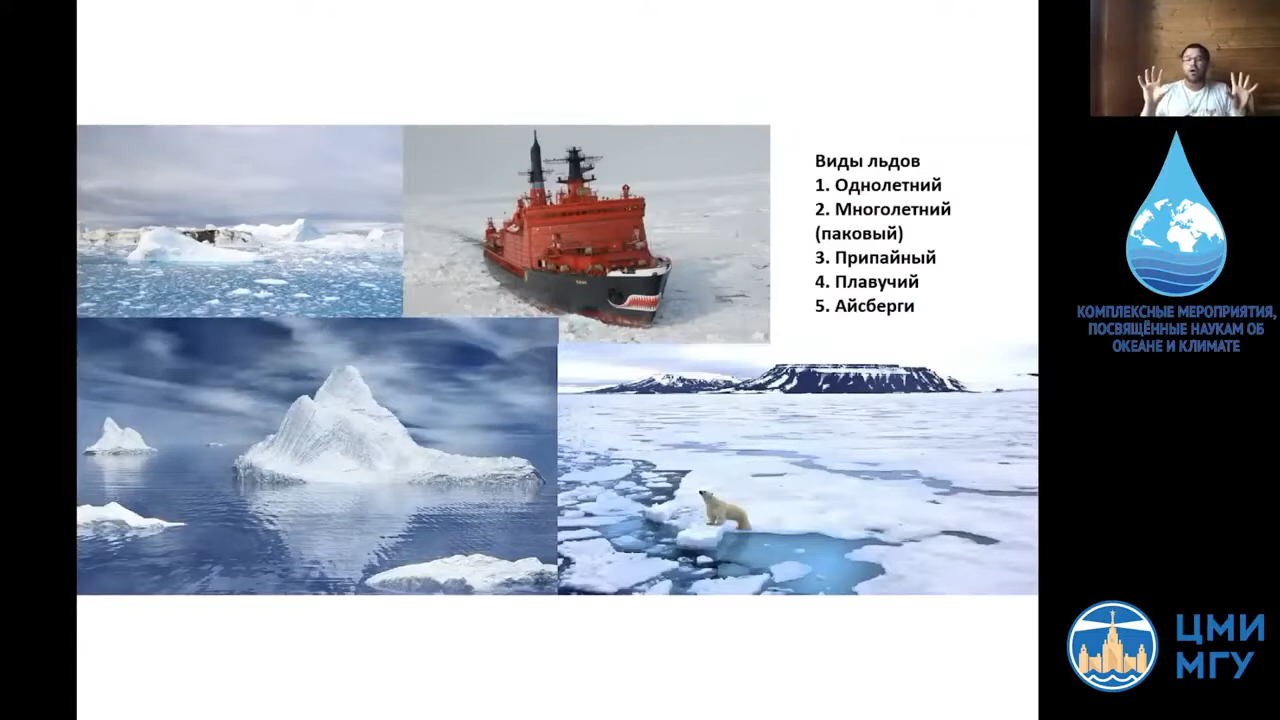 Виды льдов
1. Однолетний
2. Многолетний
(паковый)
3. Припайный
4. Плавучий
5. Айсберги
КОМПЛЕКСНЫЕ МЕРОПРИЯТИЯ,
ПОСВЯЩЁННЫЕ НАУКАМ ОБ
ОКЕАНЕ И КЛИМАТЕ
ЦМИ
МГУ